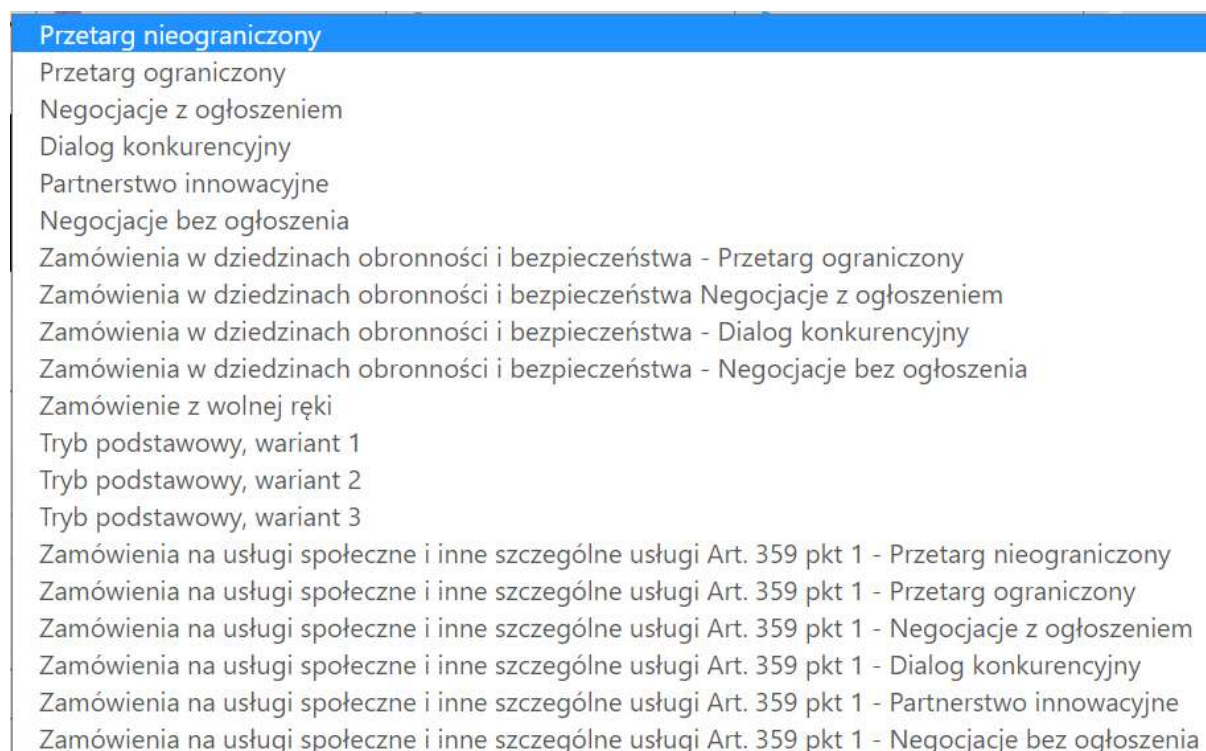 Przetarg nieograniczony
Przetarg ograniczony
Negocjacje z ogłoszeniem
Dialog konkurencyjny
Partnerstwo innowacyjne
Negocjacje bez ogłoszenia
Zamówienia w dziedzinach obronności i bezpieczeństwa - Przetarg ograniczony
Zamówienia w dziedzinach obronności i bezpieczeństwa Negocjacje z ogłoszeniem
Zamówienia w dziedzinach obronności i bezpieczeństwa - Dialog konkurencyjny
Zamówienia w dziedzinach obronności i bezpieczeństwa - Negocjacje bez ogłoszenia
Zamówienie z wolnej ręki
Tryb podstawowy, wariant 1
Tryb podstawowy, wariant 2
Tryb podstawowy, wariant 3
Zamówienia na usługi społeczne i inne szczególne usługi Art. 359 pkt 1 - Przetarg nieograniczony
Zamówienia na usługi społeczne i inne szczególne usługi Art. 359 pkt 1 - Przetarg ograniczony
Zamówienia na usługi społeczne i inne szczególne usługi Art. 359 pkt 1 - Negocjacje z ogłoszeniem
Zamówienia na usługi społeczne i inne szczególne usługi Art. 359 pkt 1 - Dialog konkurencyjny
Zamówienia na usługi społeczne i inne szczególne usługi Art. 359 pkt 1 - Partnerstwo innowacyjne
Zamówienia na usługi społeczne i inne szczególne usługi Art. 359 pkt 1 - Negocjacje bez ogłoszenia